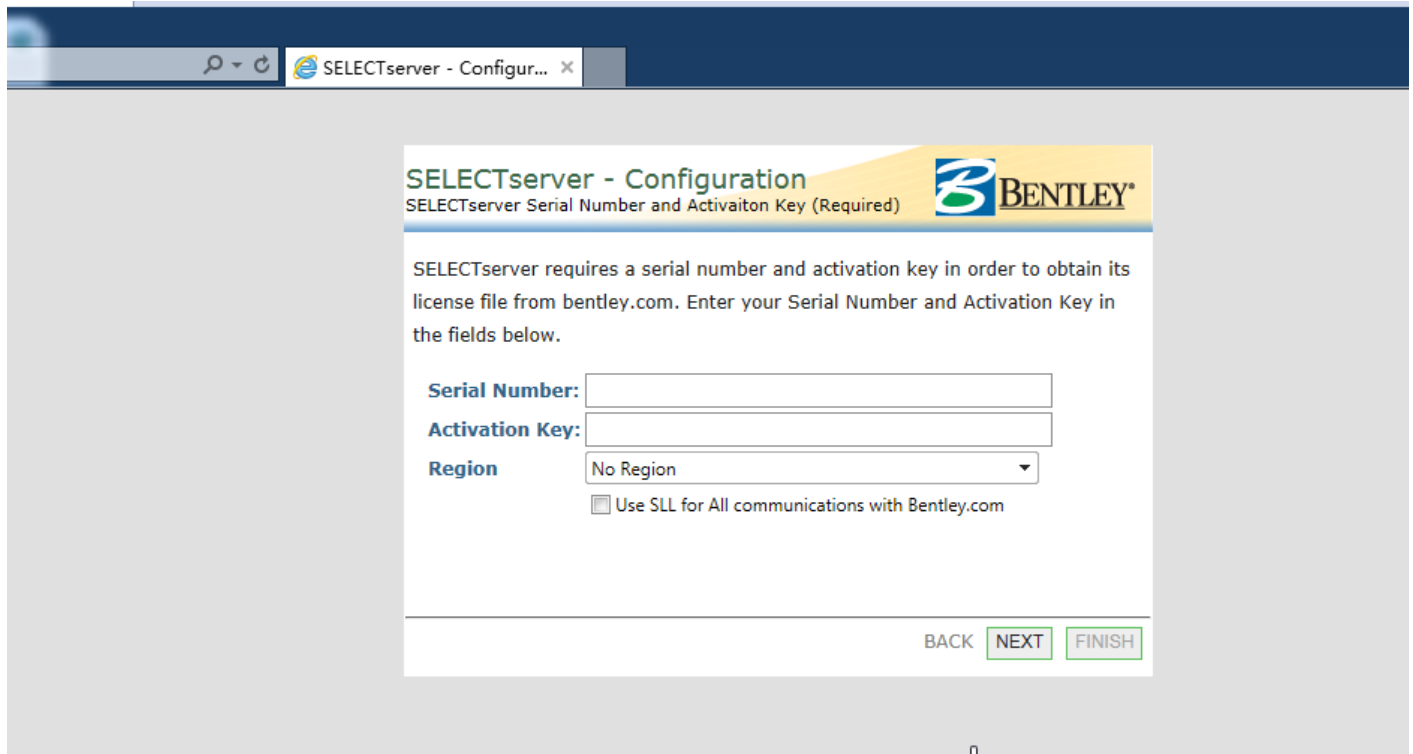 SELECTserver - Configur...
SELECTserver - Configuration
SELECTserver Serial Number and Activaiton Key (Required)
BENTLEY®
SELECTserver requires a serial number and activation key in order to obtain its
license file from bentley.com. Enter your Serial Number and Activation Key in
the fields below.
Serial Number:
Activation Key:
Region No Region
Use SLL for All communications with Bentley.com
BACK NEXT FINISH